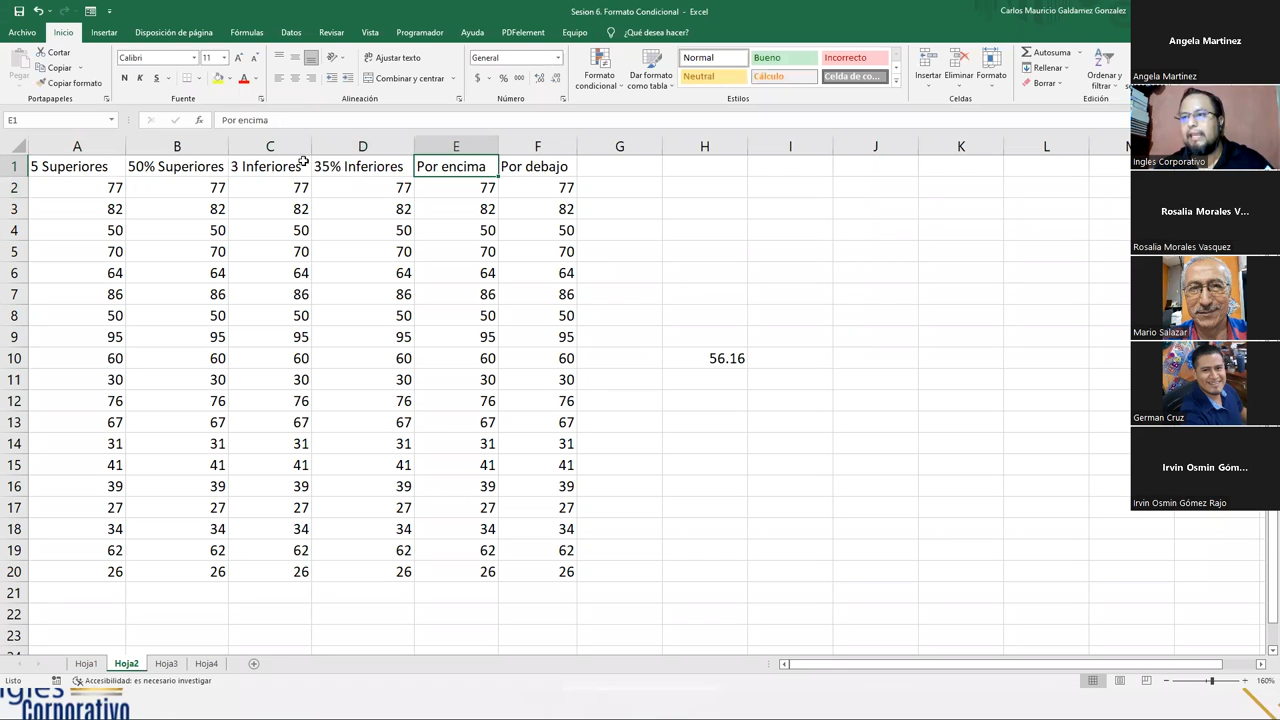 Sesion 6. Formato Condicional - Excel
Carlos Mauricio Galdamez Gonzalez
Archivo Inicio Insertar Disposición de página Fórmulas Datos Revisar Vista Programador Ayuda PDFelement Equipo ¿Qué desea hacer?
Pegar
Cortar
Copiar
Copiar formato
Portapapeles
Calibri 11
N K S
Fuente
Ajustar texto
Combinar y centrar
Alineación
General
$ % 000
Número
Formato condicional
Dar formato como tabla
Normal Bueno Incorrecto
Neutral Cálculo Celda de co...
Estilos
Insertar Eliminar Formato
Celdas
Autosuma
Rellenar
Borrar
Ordenar y filtrar
Edición
E1 fx Por encima
A B C D E F G H I J K L M
1 5 Superiores 50% Superiores 3 Inferiores 35% Inferiores Por encima Por debajo
2 77 77 77 77 77 77
3 82 82 82 82 82 82
4 50 50 50 50 50 50
5 70 70 70 70 70 70
6 64 64 64 64 64 64
7 86 86 86 86 86 86
8 50 50 50 50 50 50
9 95 95 95 95 95 95
10 60 60 60 60 60 60 56.16
11 30 30 30 30 30 30
12 76 76 76 76 76 76
13 67 67 67 67 67 67
14 31 31 31 31 31 31
15 41 41 41 41 41 41
16 39 39 39 39 39 39
17 27 27 27 27 27 27
18 34 34 34 34 34 34
19 62 62 62 62 62 62
20 26 26 26 26 26 26
21
22
23
Hoja1 Hoja2 Hoja3 Hoja4
Listo Accesibilidad: es necesario investigar 160%
Ingles
Corporativo
Angela Martinez
Angela Martinez
Ingles Corporativo
Rosalia Morales V...
Rosalia Morales Vasquez
Mario Salazar
German Cruz
Irvin Osmin Góm...
Irvin Osmin Gómez Rajo